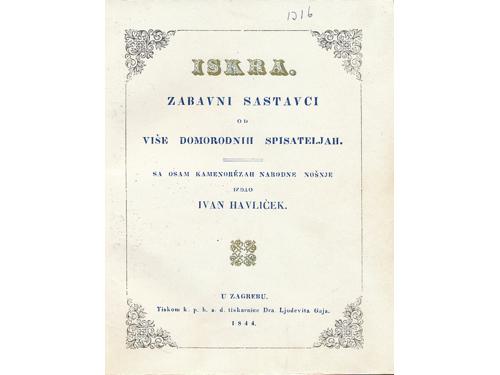 1316
ISKRA.
ZABAVNI SASTAVCI
OD
VIŠE DOMORODNIH SPISATELJAH.
SA OSAM KAMENORĚZAH NARODNE NOŠNJE
IZDAO
IVAN HAVLIČEK.
U ZAGREBU.
Tiskom k. p. h. s. d. tiskarnice Dra. Ljudevita Gaja.
1844.